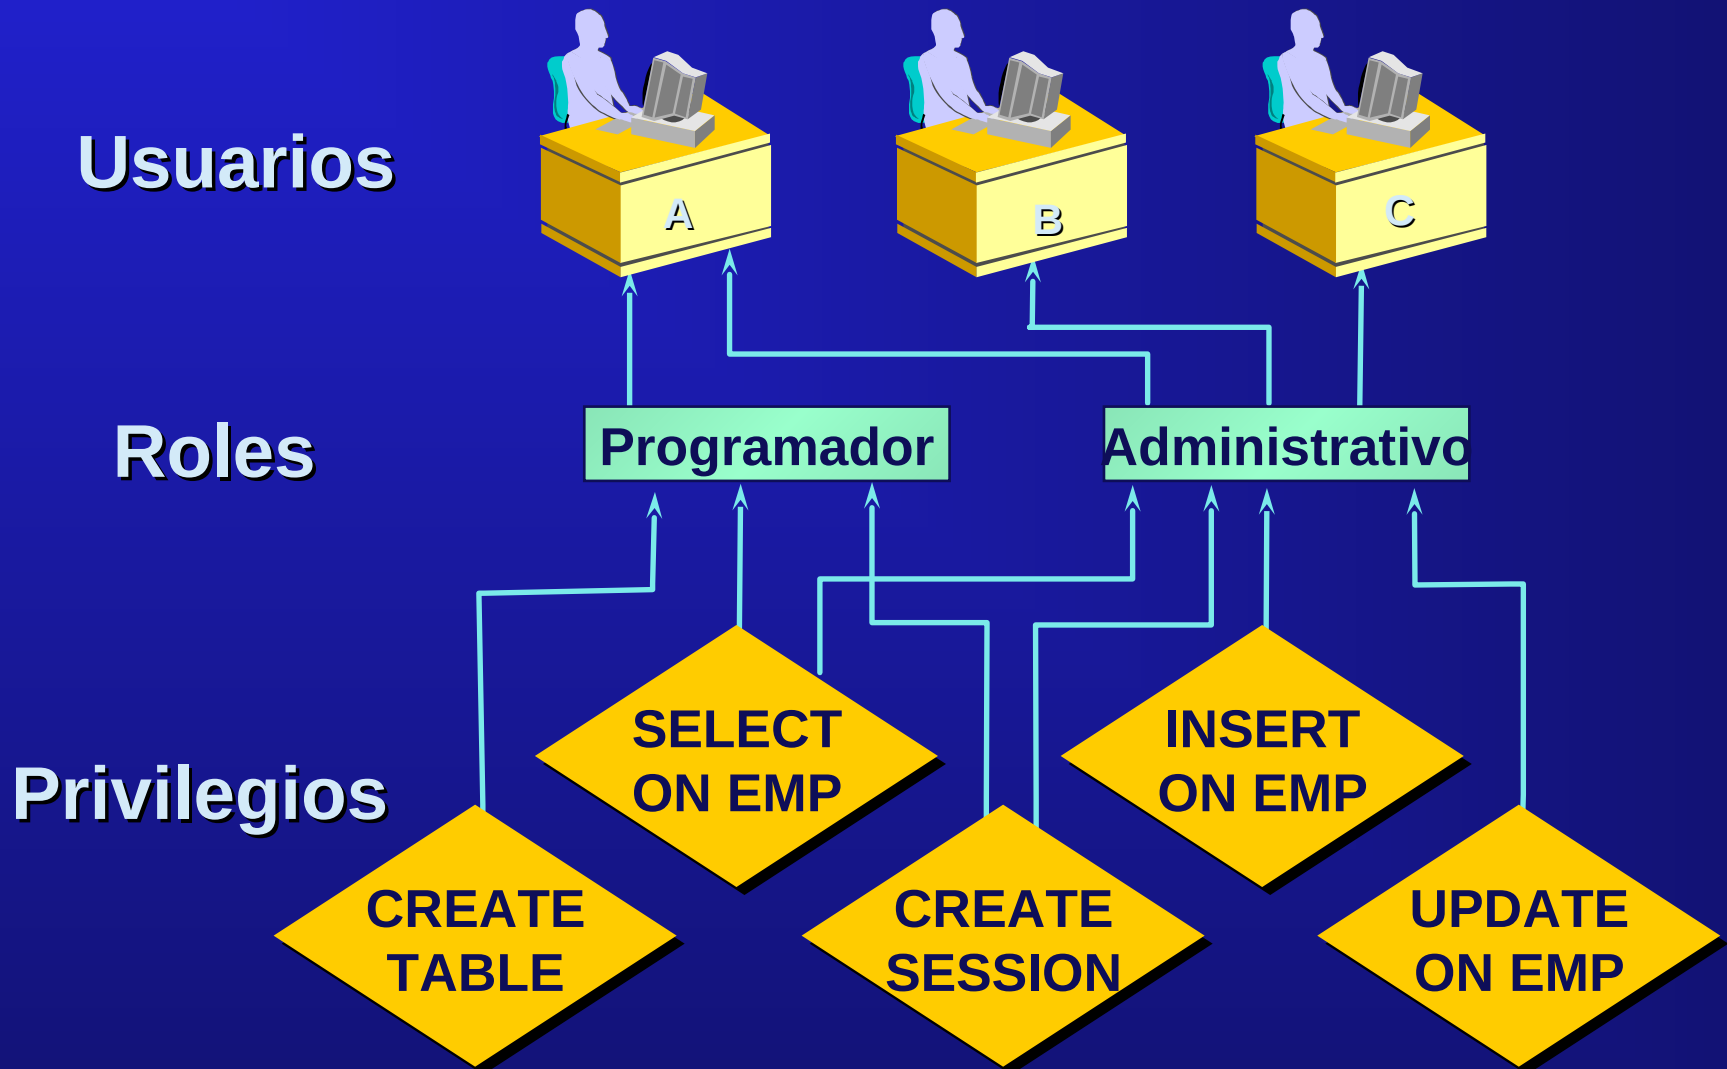 Usuarios
A
B
C
Roles
Programador
Administrativo
Privilegios
SELECT
ON EMP
INSERT
ON EMP
CREATE
TABLE
CREATE
SESSION
UPDATE
ON EMP